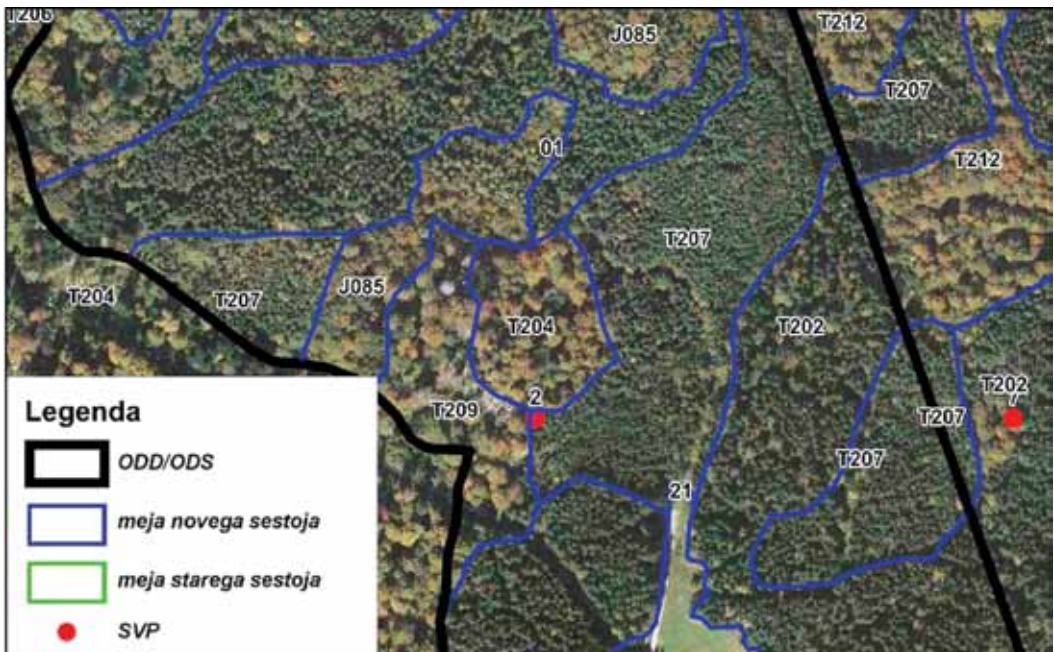 T206
J085
T212
T207
01
T212
T207
J085
T204
T207
T204
T202
T202
7
2
T209
T207
T207
21
Legenda
ODD/ODS
meja novega sestoja
meja starega sestoja
SVP